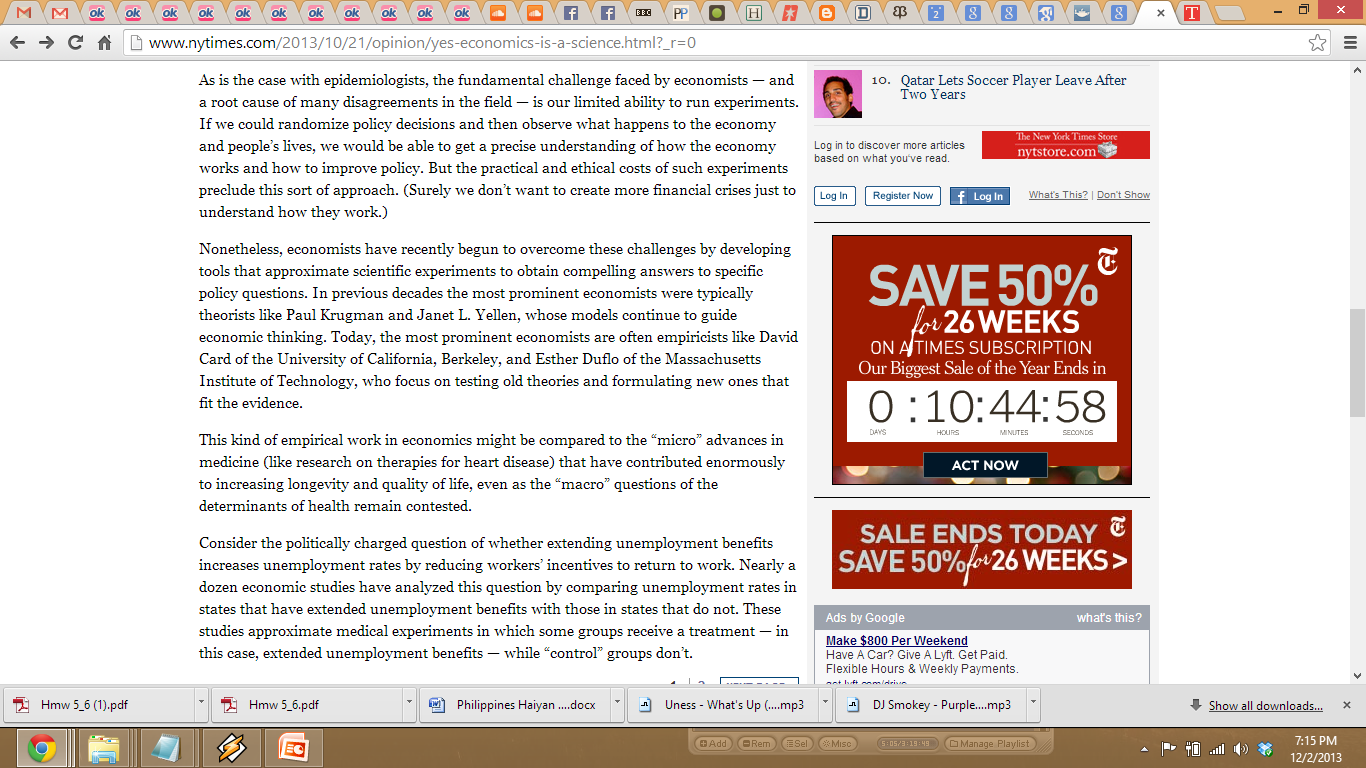 www.nytimes.com/2013/10/21/opinion/yes-economics-is-a-science.html?_r=0
As is the case with epidemiologists, the fundamental challenge faced by economists — and
a root cause of many disagreements in the field — is our limited ability to run experiments.
If we could randomize policy decisions and then observe what happens to the economy
and people's lives, we would be able to get a precise understanding of how the economy
works and how to improve policy. But the practical and ethical costs of such experiments
preclude this sort of approach. (Surely we don't want to create more financial crises just to
understand how they work.)
Nonetheless, economists have recently begun to overcome these challenges by developing
tools that approximate scientific experiments to obtain compelling answers to specific
policy questions. In previous decades the most prominent economists were typically
theorists like Paul Krugman and Janet L. Yellen, whose models continue to guide
economic thinking. Today, the most prominent economists are often empiricists like David
Card of the University of California, Berkeley, and Esther Duflo of the Massachusetts
Institute of Technology, who focus on testing old theories and formulating new ones that
fit the evidence.
This kind of empirical work in economics might be compared to the “micro” advances in
medicine (like research on therapies for heart disease) that have contributed enormously
to increasing longevity and quality of life, even as the “macro” questions of the
determinants of health remain contested.
Consider the politically charged question of whether extending unemployment benefits
increases unemployment rates by reducing workers' incentives to return to work. Nearly a
dozen economic studies have analyzed this question by comparing unemployment rates in
states that have extended unemployment benefits with those in states that do not. These
studies approximate medical experiments in which some groups receive a treatment — in
this case, extended unemployment benefits — while “control” groups don't.
10. Qatar Lets Soccer Player Leave After
Two Years
Log in to discover more articles
based on what you've read.
The New York Times Store
nytstore.com
Log In
Register Now
f Log In
What's This? | Don't Show
SAVE 50%
for 26 WEEKS
ON A TIMES SUBSCRIPTION
Our Biggest Sale of the Year Ends in
0 : 10 : 44 : 58
DAYS HOURS MINUTES SECONDS
ACT NOW
SALE ENDS TODAY
SAVE 50% for 26 WEEKS >
Ads by Google what's this?
Make $800 Per Weekend
Have A Car? Give A Lyft. Get Paid.
Flexible Hours & Weekly Payments.
Hmw 5_6 (1).pdf
Hmw 5_6.pdf
Philippines Haiyan ....docx
Uness - What's Up (....mp3
DJ Smokey - Purple....mp3
Show all downloads...
Add Rem Sel Misc Manage Playlist
7:15 PM
12/2/2013